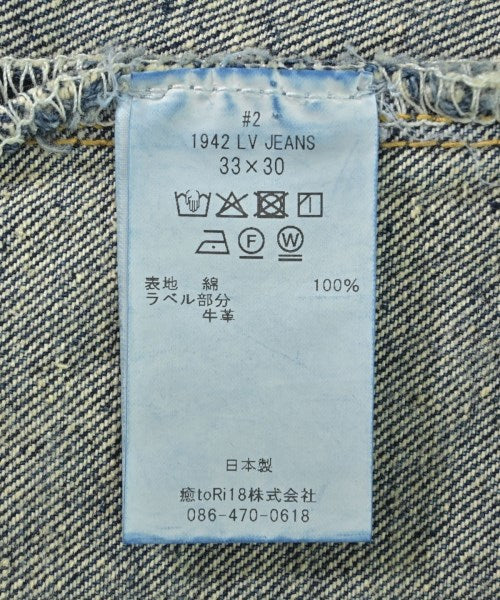 #2
1942 LV JEANS
33×30
F W
表地 綿 100%
ラベル部分
牛革
日本製
癒toRi18株式会社
086-470-0618